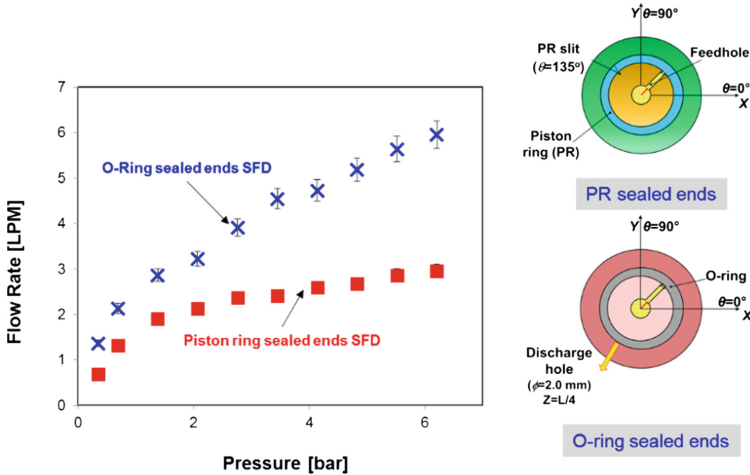 7
6
5
4
3
2
1
0
0
2
4
6
Flow Rate [LPM]
Pressure [bar]
O-Ring sealed ends SFD
Piston ring sealed ends SFD
Y θ=90°
PR slit
(θ=135°)
Feedhole
θ=0°
X
Piston
ring (PR)
PR sealed ends
Y θ=90°
O-ring
θ=0°
X
Discharge
hole
(ϕ=2.0 mm)
Z=L/4
O-ring sealed ends